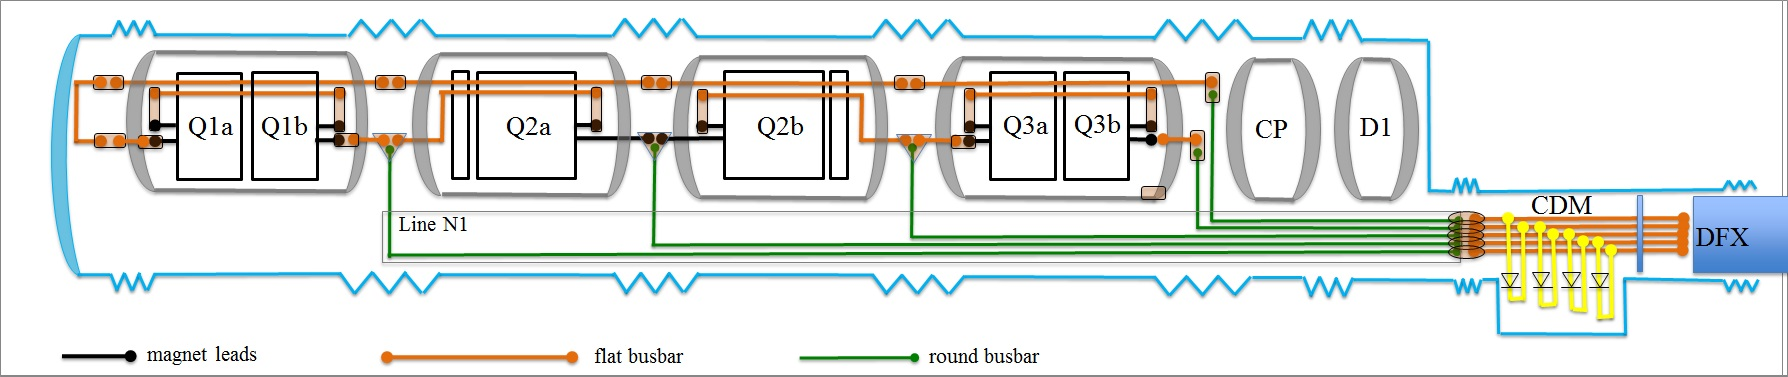 Q1a
Q1b
Q2a
Q2b
Q3a
Q3b
CP
D1
Line N1
CDM
DFX
magnet leads
flat busbar
round busbar